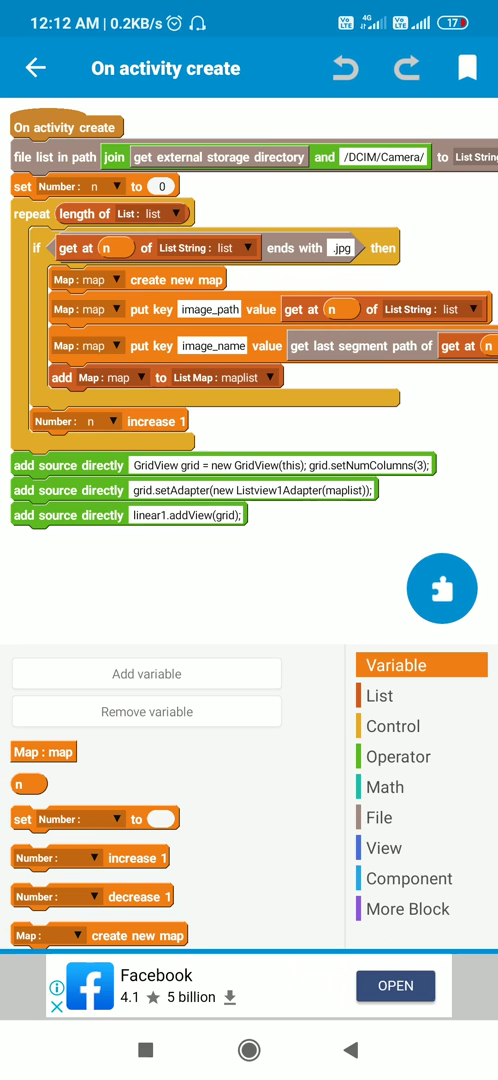 12:12 AM | 0.2KB/s
4G
17
On activity create
On activity create
file list in path join get external storage directory and /DCIM/Camera/ to List Strin
set Number : n to 0
repeat length of List : list
if get at n of List String : list ends with .jpg then
Map : map create new map
Map : map put key image_path value get at n of List String : list
Map : map put key image_name value get last segment path of get at n
add Map : map to List Map : maplist
Number : n increase 1
add source directly GridView grid = new GridView(this); grid.setNumColumns(3);
add source directly grid.setAdapter(new Listview1Adapter(maplist));
add source directly linear1.addView(grid);
Add variable
Remove variable
Map : map
n
set Number : to
Number : increase 1
Number : decrease 1
Map : create new map
Variable
List
Control
Operator
Math
File
View
Component
More Block
Facebook
4.1 ★ 5 billion
OPEN